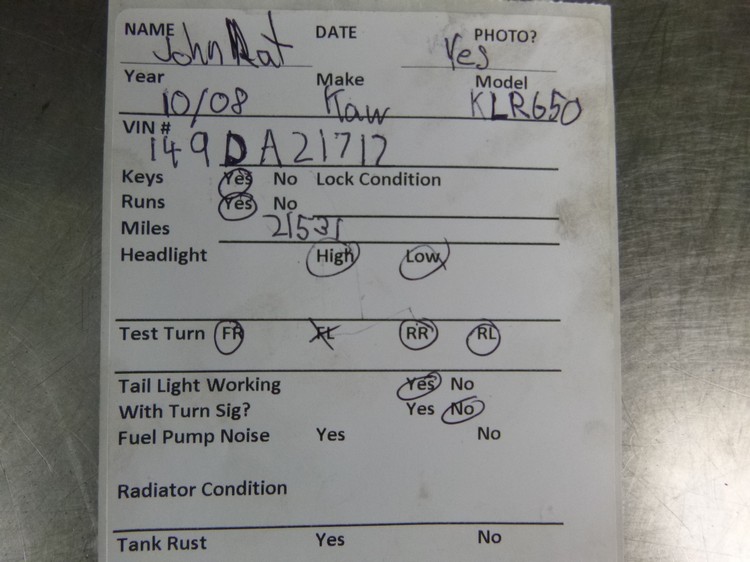 NAME John Rat DATE PHOTO? Yes
Year 10/08 Make Kaw Model KLR650
VIN # 149DA21717
Keys Yes No Lock Condition
Runs Yes No
Miles 21531
Headlight High Low
Test Turn FR FL RR RL
Tail Light Working Yes No
With Turn Sig? Yes No
Fuel Pump Noise Yes No
Radiator Condition
Tank Rust Yes No